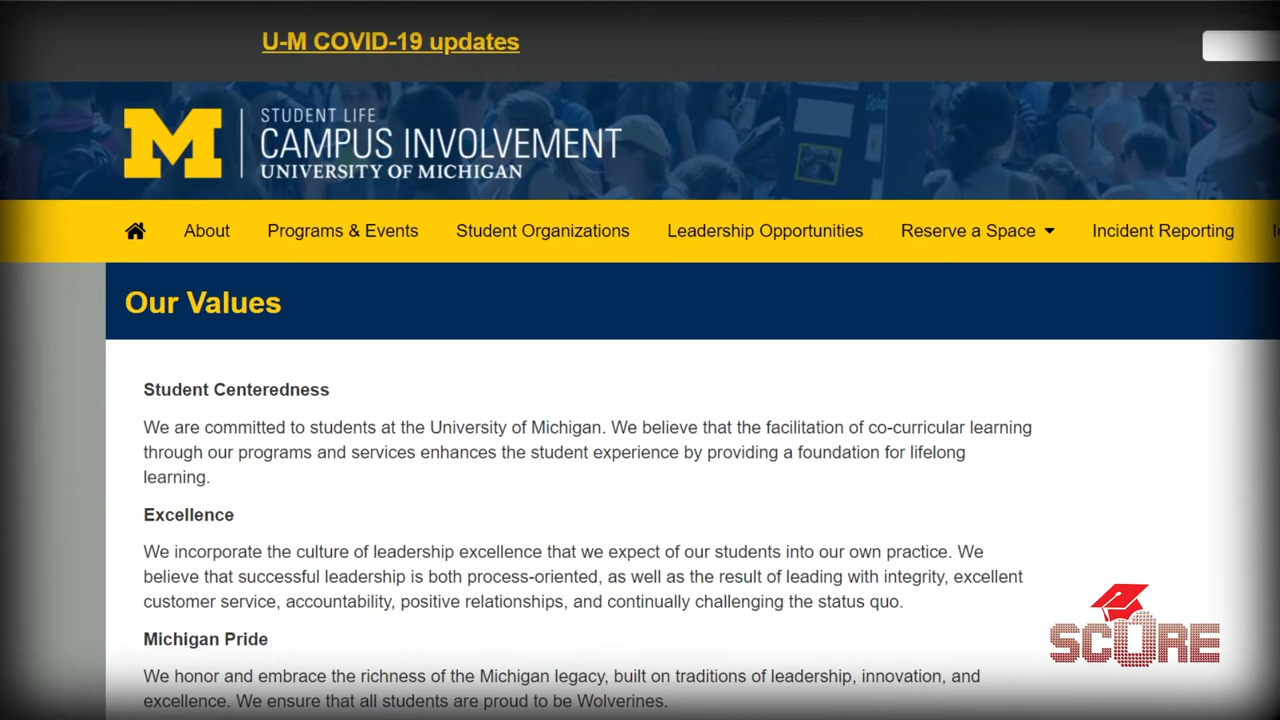 U-M COVID-19 updates
M
STUDENT LIFE
CAMPUS INVOLVEMENT
UNIVERSITY OF MICHIGAN
About Programs & Events Student Organizations Leadership Opportunities Reserve a Space Incident Reporting
Our Values
Student Centeredness
We are committed to students at the University of Michigan. We believe that the facilitation of co-curricular learning
through our programs and services enhances the student experience by providing a foundation for lifelong
learning.
Excellence
We incorporate the culture of leadership excellence that we expect of our students into our own practice. We
believe that successful leadership is both process-oriented, as well as the result of leading with integrity, excellent
customer service, accountability, positive relationships, and continually challenging the status quo.
Michigan Pride
We honor and embrace the richness of the Michigan legacy, built on traditions of leadership, innovation, and
excellence. We ensure that all students are proud to be Wolverines.
SCORE